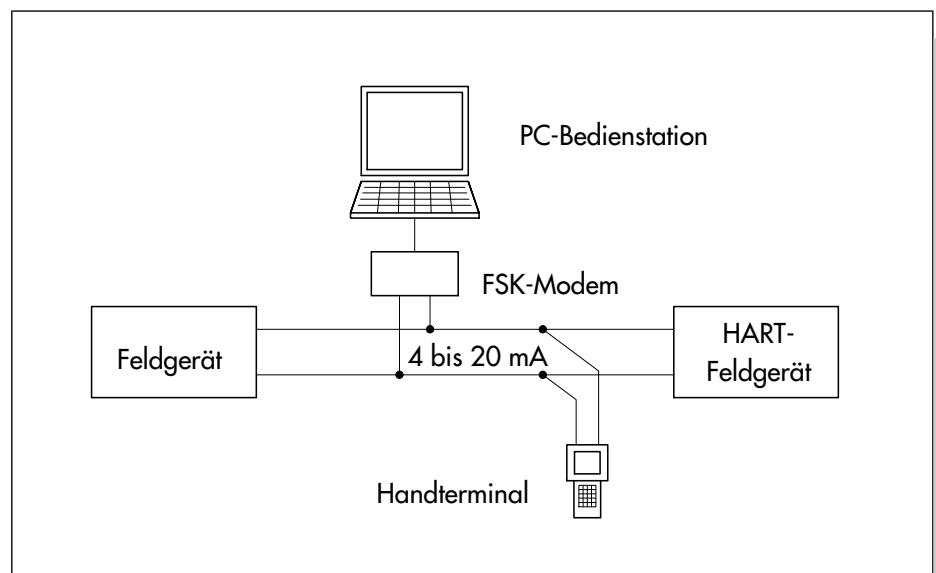 PC-Bedienstation
FSK-Modem
Feldgerät
4 bis 20 mA
HART-
Feldgerät
Handterminal